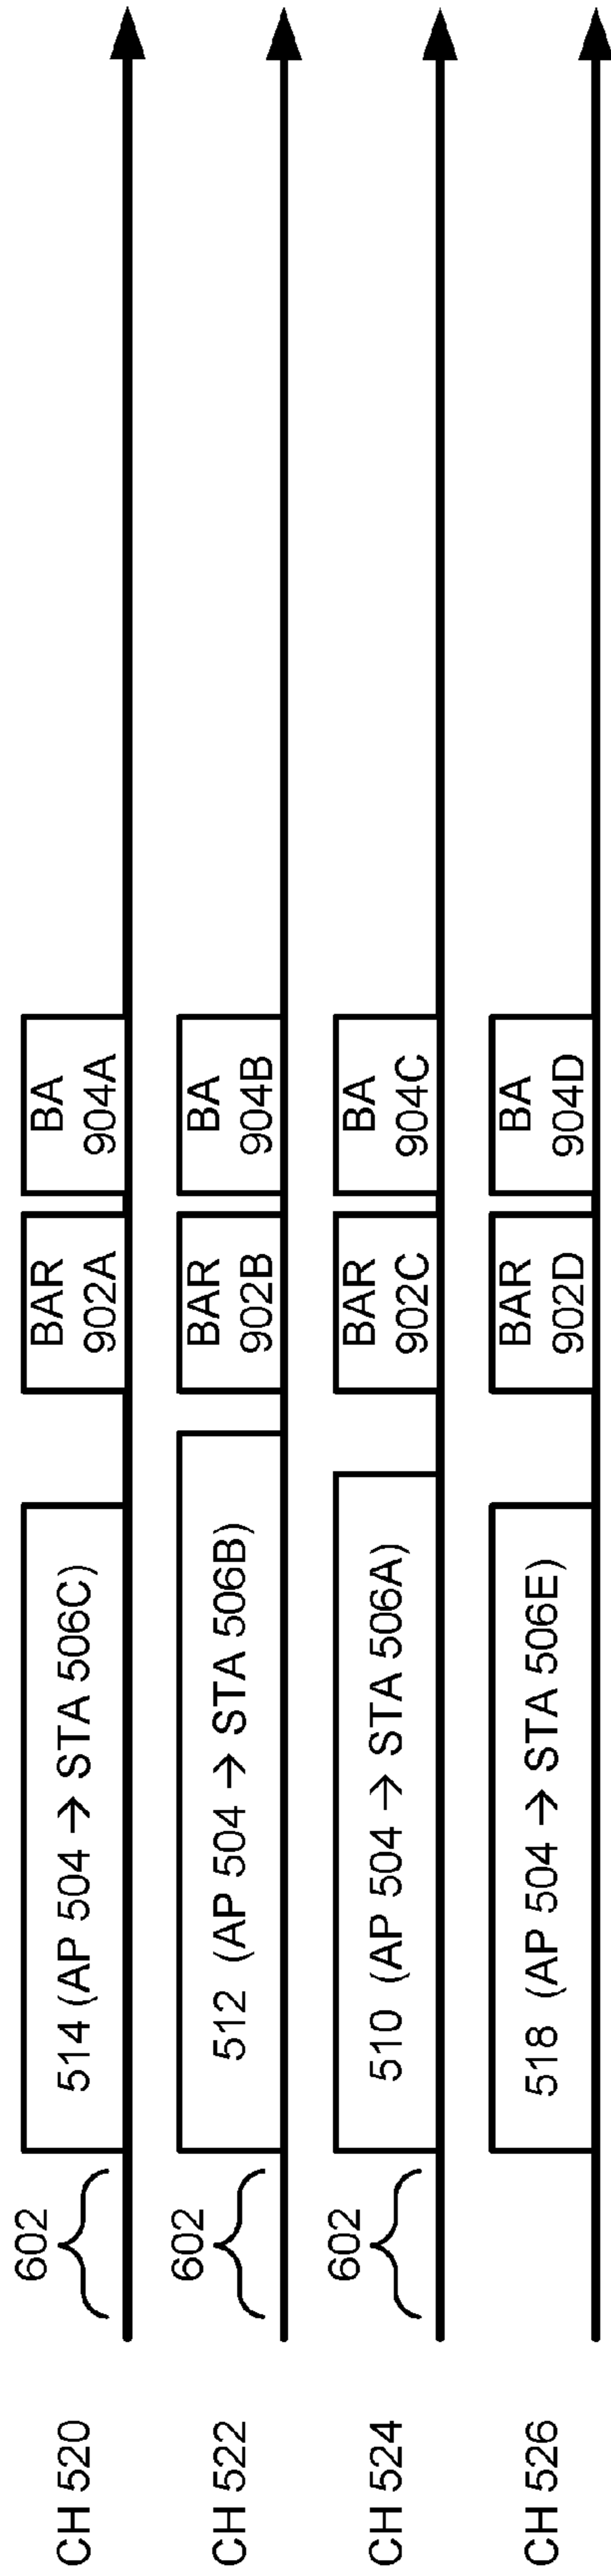 CH 520
602
514 (AP 504 → STA 506C)
BAR
902A
BA
904A
CH 522
602
512 (AP 504 → STA 506B)
BAR
902B
BA
904B
CH 524
602
510 (AP 504 → STA 506A)
BAR
902C
BA
904C
CH 526
518 (AP 504 → STA 506E)
BAR
902D
BA
904D